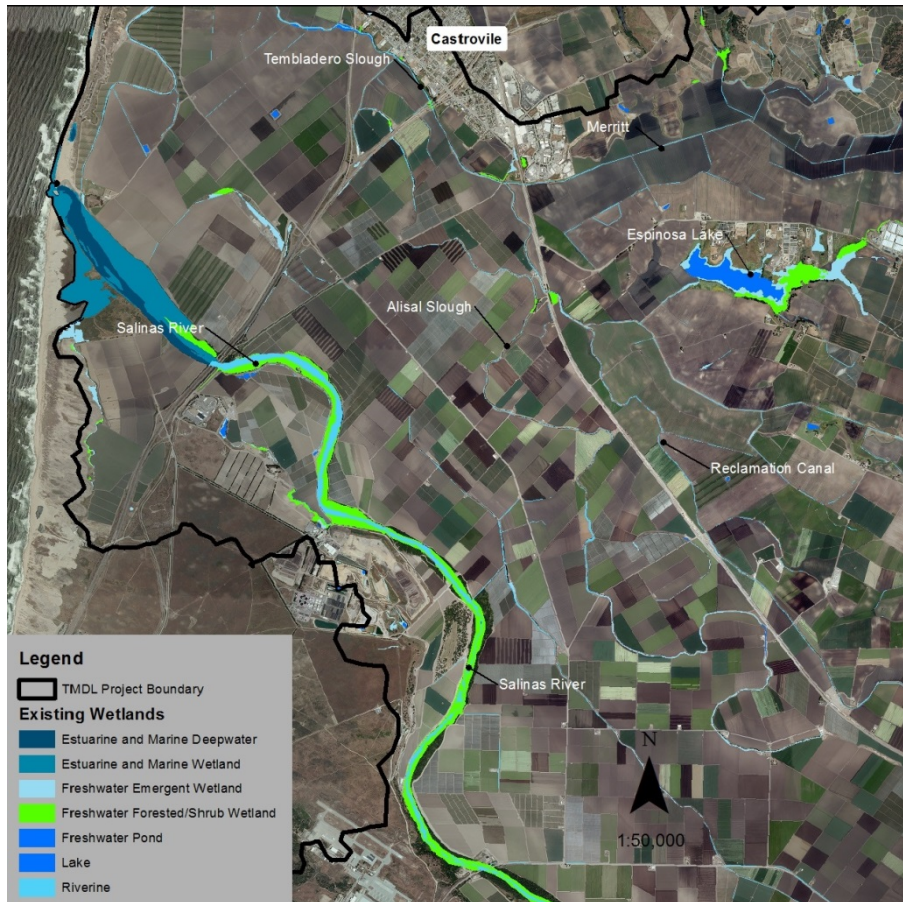 Castrovile
Tembladero Slough
Merritt
Espinosa Lake
Alisal Slough
Salinas River
Reclamation Canal
Salinas River
N
1:50,000
Legend
TMDL Project Boundary
Existing Wetlands
Estuarine and Marine Deepwater
Estuarine and Marine Wetland
Freshwater Emergent Wetland
Freshwater Forested/Shrub Wetland
Freshwater Pond
Lake
Riverine